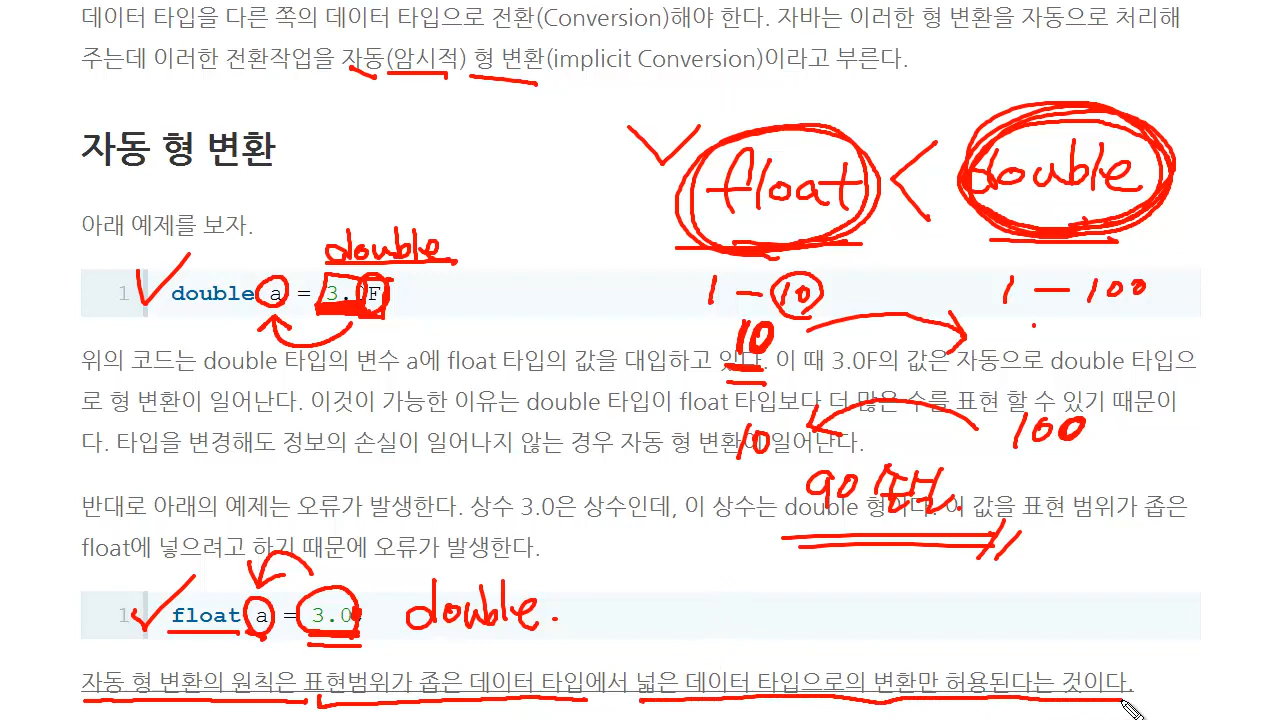 데이터 타입을 다른 쪽의 데이터 타입으로 전환(Conversion)해야 한다. 자바는 이러한 형 변환을 자동으로 처리해
주는데 이러한 전환작업을 자동(암시적) 형 변환(implicit Conversion)이라고 부른다.
자동 형 변환
float < double
아래 예제를 보자.
double
1 double a = 3.0F
1 - 10
1 - 100
10
위의 코드는 double 타입의 변수 a에 float 타입의 값을 대입하고 있다. 이 때 3.0F의 값은 자동으로 double 타입으
로 형 변환이 일어난다. 이것이 가능한 이유는 double 타입이 float 타입보다 더 많은 수를 표현 할 수 있기 때문이
다. 타입을 변경해도 정보의 손실이 일어나지 않는 경우 자동 형 변환이 일어난다.
10
100
90
반대로 아래의 예제는 오류가 발생한다. 상수 3.0은 상수인데, 이 상수는 double 형이다. 이 값을 표현 범위가 좁은
float에 넣으려고 하기 때문에 오류가 발생한다.
1 float a = 3.0;
double.
자동 형 변환의 원칙은 표현범위가 좁은 데이터 타입에서 넓은 데이터 타입으로의 변환만 허용된다는 것이다.